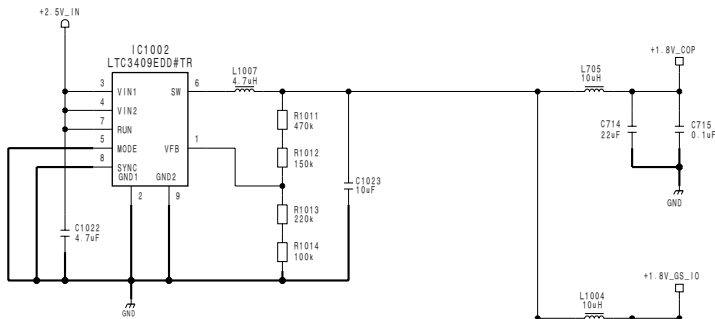 +2.5V_IN
IC1002
LTC3409EDD#TR
3 VIN1
4 VIN2
7 RUN
5 MODE
8 SYNC
SW 6
VFB 1
GND1 GND2
2 9
L1007
4.7uH
R1011
470k
R1012
150k
R1013
220k
R1014
100k
C1023
10uF
C1022
4.7uF
GND
L705
10uH
+1.8V_COP
C714
22uF
C715
0.1uF
GND
+1.8V_GS_IO
L1004
10uH